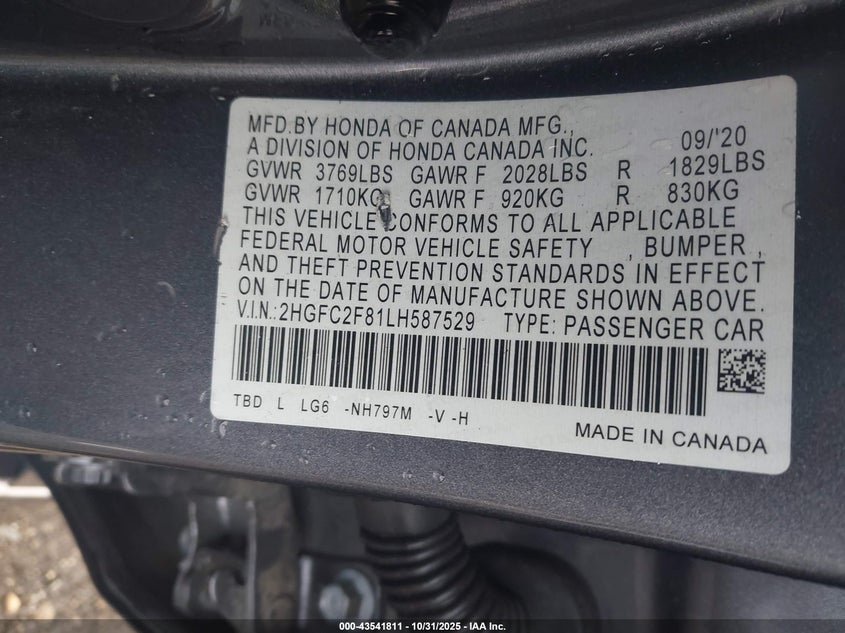 MFD.BY HONDA OF CANADA MFG.,
A DIVISION OF HONDA CANADA INC. 09/'20
GVWR 3769LBS GAWR F 2028LBS R 1829LBS
GVWR 1710KG GAWR F 920KG R 830KG
THIS VEHICLE CONFORMS TO ALL APPLICABLE
FEDERAL MOTOR VEHICLE SAFETY , BUMPER ,
AND THEFT PREVENTION STANDARDS IN EFFECT
ON THE DATE OF MANUFACTURE SHOWN ABOVE.
V.I.N.:2HGFC2F81LH587529 TYPE: PASSENGER CAR
TBD L LG6 -NH797M -V -H
MADE IN CANADA
000-43541811 - 10/31/2025 - IAA Inc.